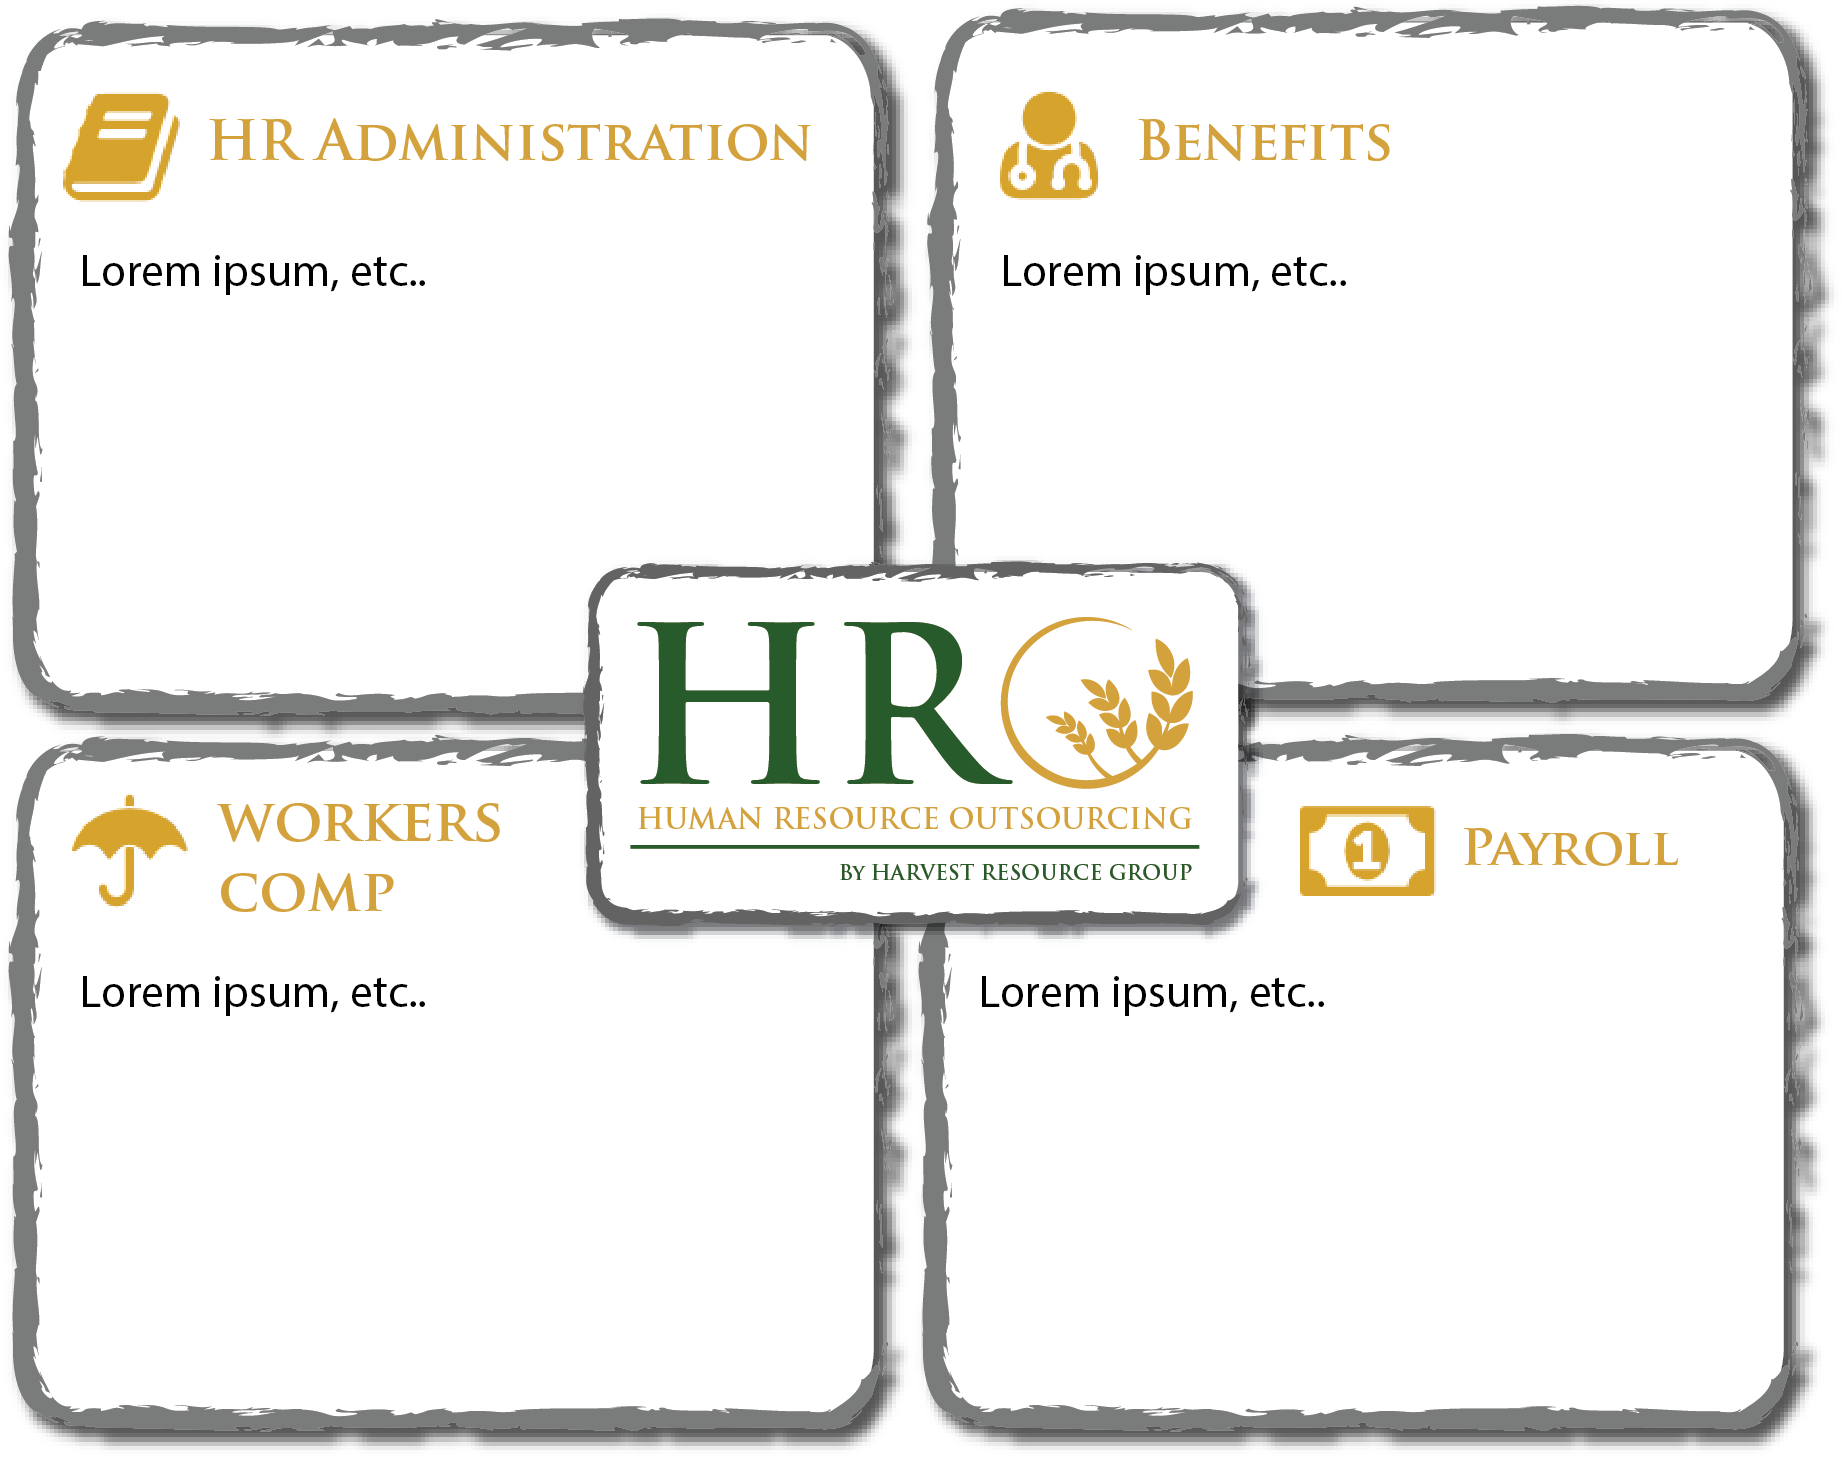 HR Administration
Lorem ipsum, etc..
Benefits
Lorem ipsum, etc..
HR
HUMAN RESOURCE OUTSOURCING
By HARVEST RESOURCE GROUP
WORKERS
COMP
Lorem ipsum, etc..
1
Payroll
Lorem ipsum, etc..